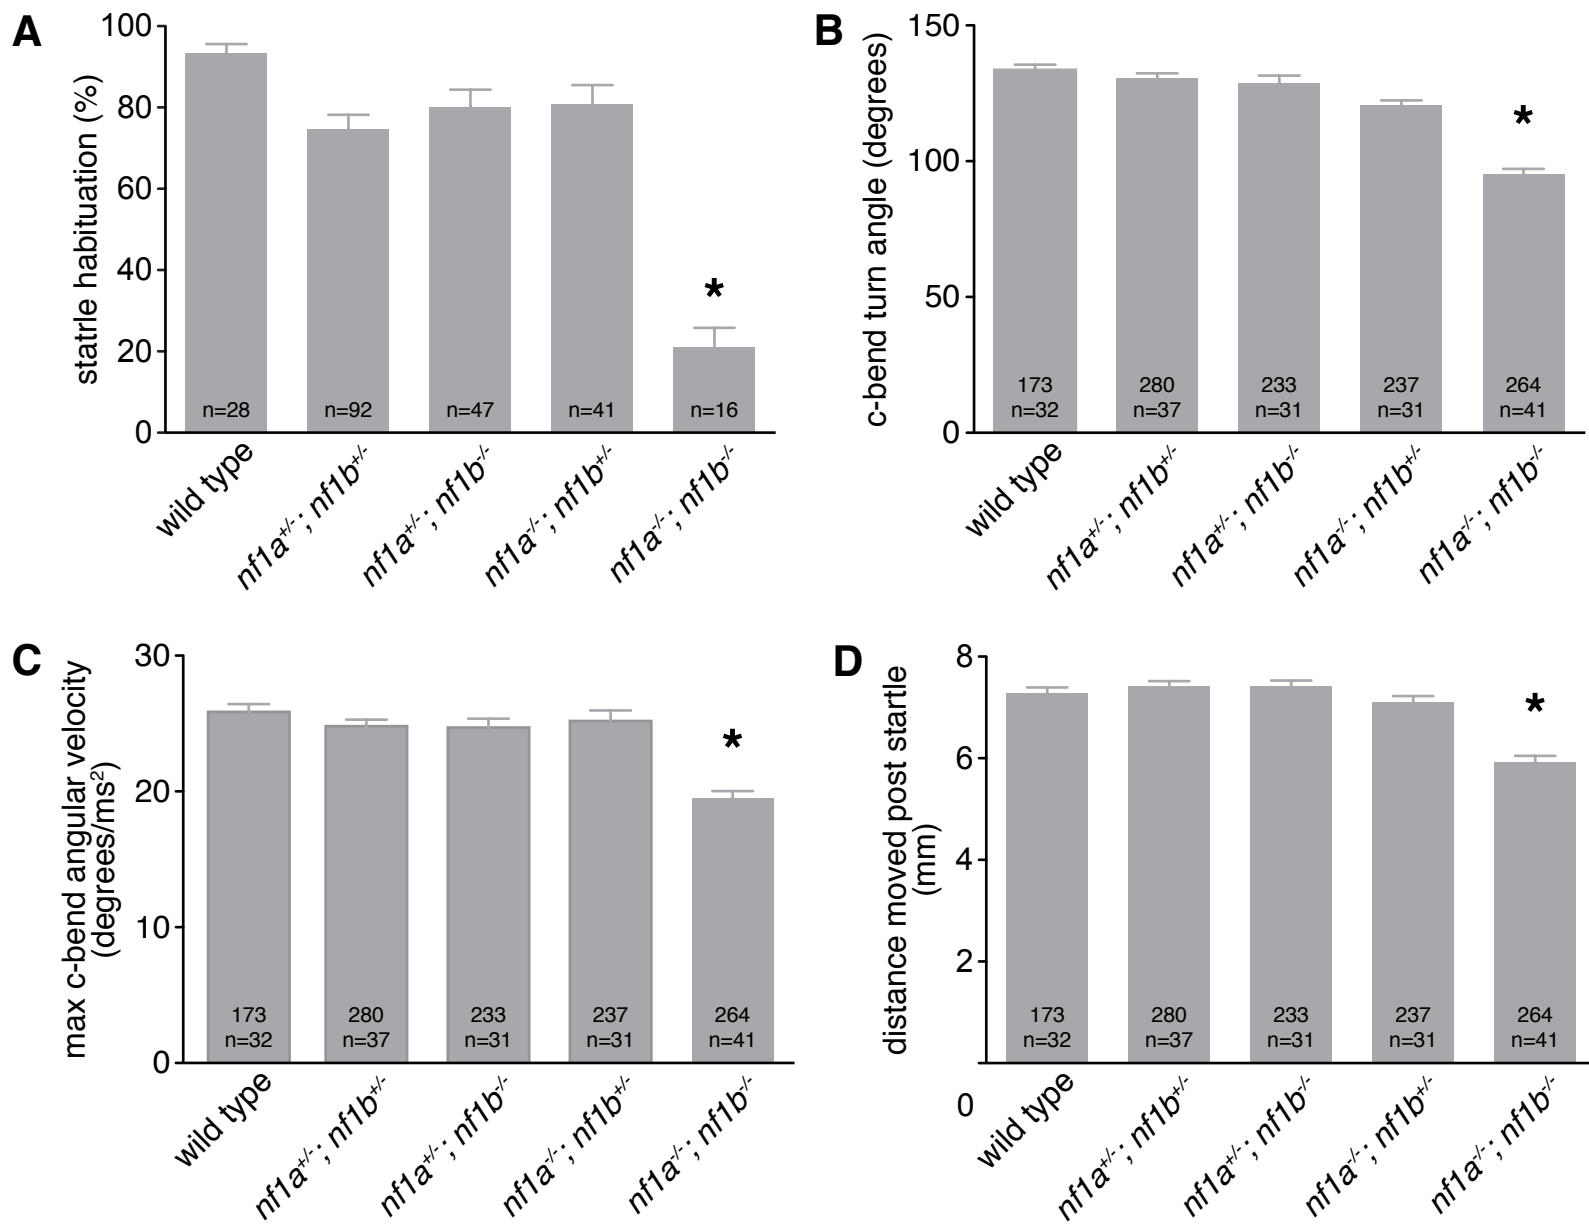 A
statrle habituation (%)
100
80
60
40
20
0
n=28
n=92
n=47
n=41
*
n=16
wild type
nf1a+/-; nf1b+/-
nf1a+/-; nf1b-/-
nf1a-/-; nf1b+/-
nf1a-/-; nf1b-/-
B
c-bend turn angle (degrees)
150
100
50
0
173
n=32
280
n=37
233
n=31
237
n=31
*
264
n=41
wild type
nf1a+/-; nf1b+/-
nf1a+/-; nf1b-/-
nf1a-/-; nf1b+/-
nf1a-/-; nf1b-/-
C
max c-bend angular velocity
(degrees/ms²)
30
20
10
0
173
n=32
280
n=37
233
n=31
237
n=31
*
264
n=41
wild type
nf1a+/-; nf1b+/-
nf1a+/-; nf1b-/-
nf1a-/-; nf1b+/-
nf1a-/-; nf1b-/-
D
distance moved post startle
(mm)
8
6
4
2
0
173
n=32
280
n=37
233
n=31
237
n=31
*
264
n=41
wild type
nf1a+/-; nf1b+/-
nf1a+/-; nf1b-/-
nf1a-/-; nf1b+/-
nf1a-/-; nf1b-/-